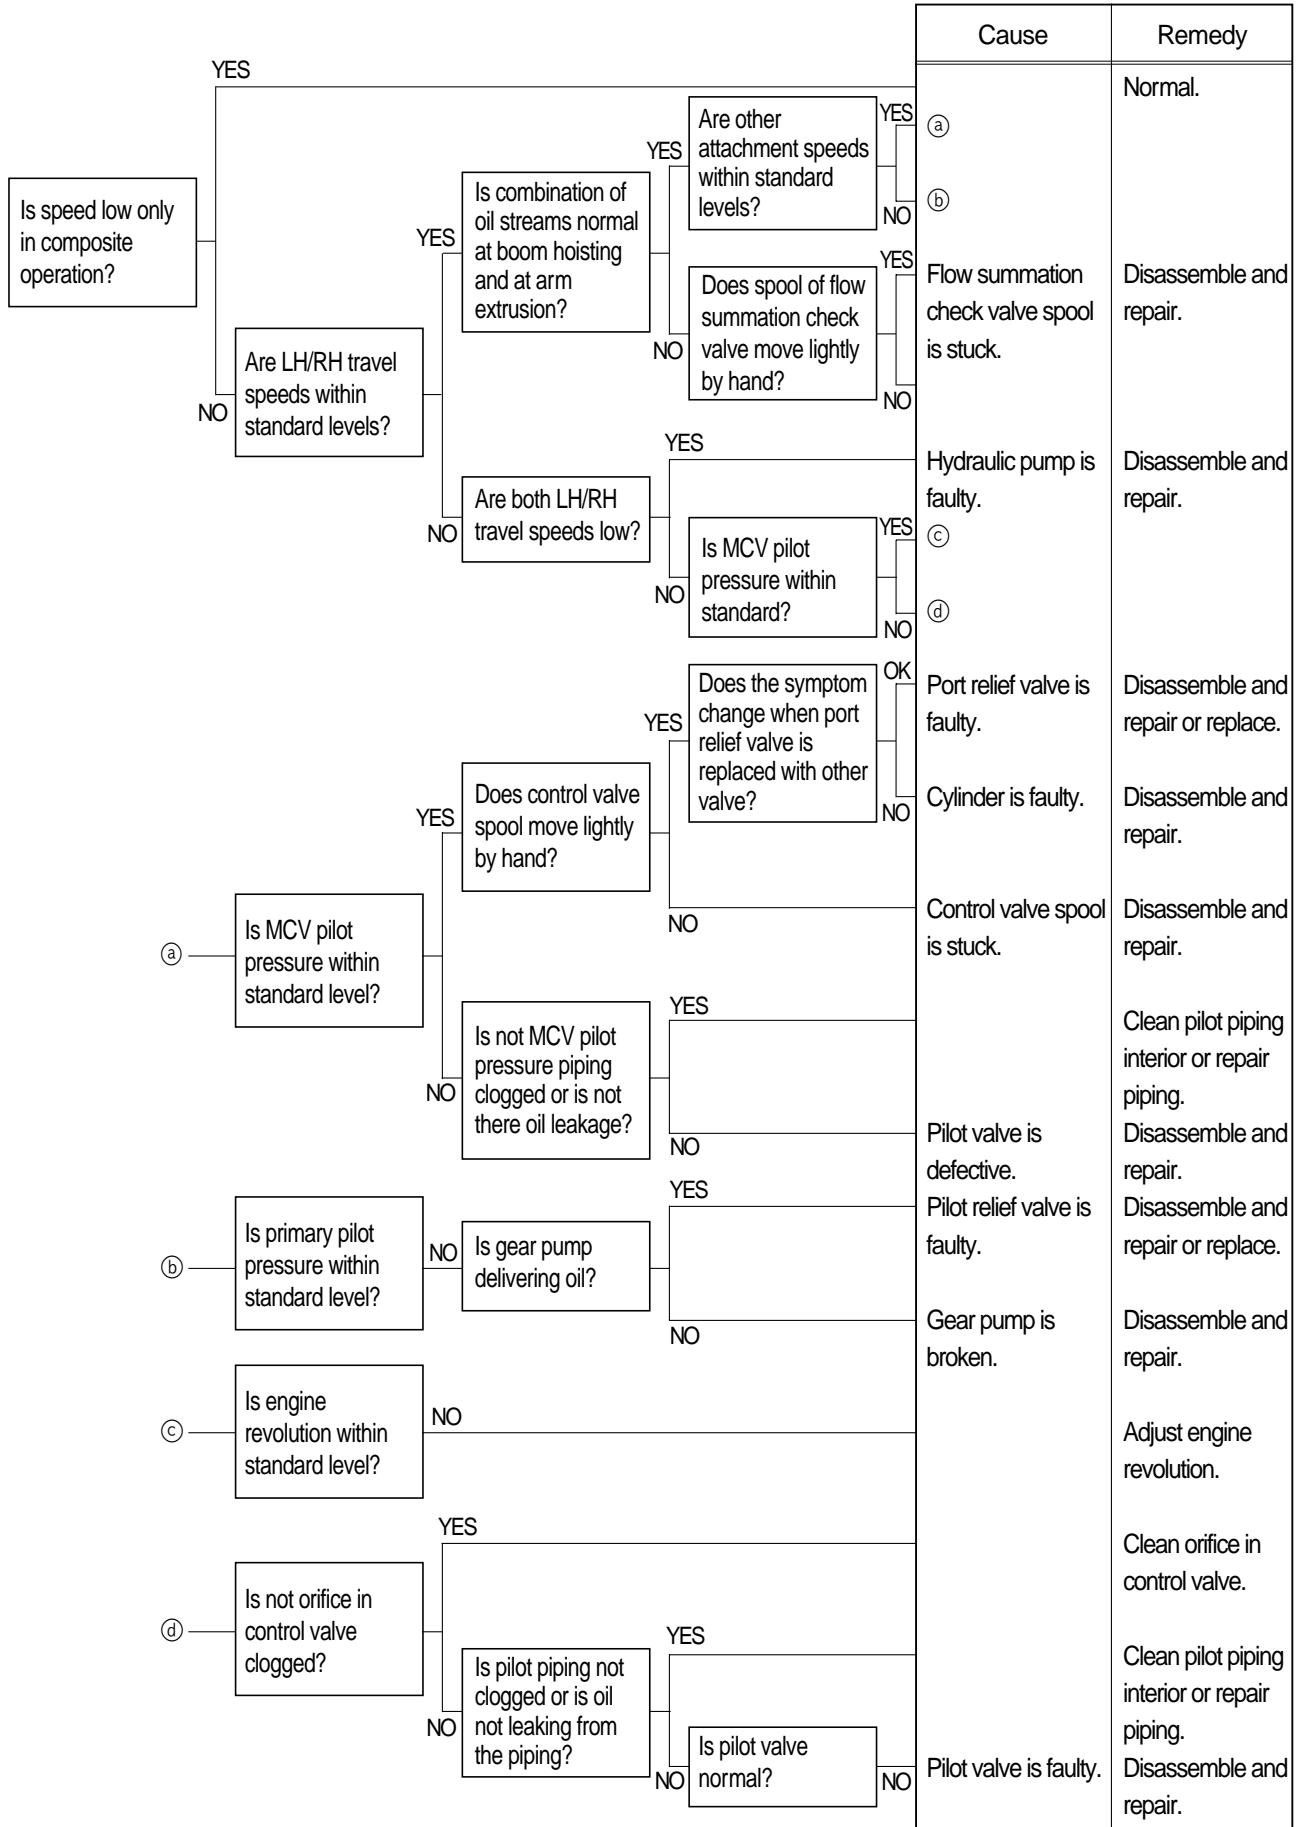 Cause
Remedy
YES
Normal.
Is speed low only
in composite
operation?
NO
Are LH/RH travel
speeds within
standard levels?
YES
Is combination of
oil streams normal
at boom hoisting
and at arm
extrusion?
YES
Are other
attachment speeds
within standard
levels?
YES
ⓐ
NO
ⓑ
NO
Does spool of flow
summation check
valve move lightly
by hand?
YES
Flow summation
check valve spool
is stuck.
Disassemble and
repair.
NO
NO
Are both LH/RH
travel speeds low?
YES
Hydraulic pump is
faulty.
Disassemble and
repair.
NO
Is MCV pilot
pressure within
standard?
YES
ⓒ
NO
ⓓ
ⓐ
Is MCV pilot
pressure within
standard level?
YES
Does control valve
spool move lightly
by hand?
YES
Does the symptom
change when port
relief valve is
replaced with other
valve?
OK
Port relief valve is
faulty.
Disassemble and
repair or replace.
NO
Cylinder is faulty.
Disassemble and
repair.
NO
Control valve spool
is stuck.
Disassemble and
repair.
NO
Is not MCV pilot
pressure piping
clogged or is not
there oil leakage?
YES
Clean pilot piping
interior or repair
piping.
NO
Pilot valve is
defective.
Disassemble and
repair.
ⓑ
Is primary pilot
pressure within
standard level?
NO
Is gear pump
delivering oil?
YES
Pilot relief valve is
faulty.
Disassemble and
repair or replace.
NO
Gear pump is
broken.
Disassemble and
repair.
ⓒ
Is engine
revolution within
standard level?
NO
Adjust engine
revolution.
ⓓ
Is not orifice in
control valve
clogged?
YES
Clean orifice in
control valve.
NO
Is pilot piping not
clogged or is oil
not leaking from
the piping?
YES
Clean pilot piping
interior or repair
piping.
NO
Is pilot valve
normal?
NO
Pilot valve is faulty.
Disassemble and
repair.